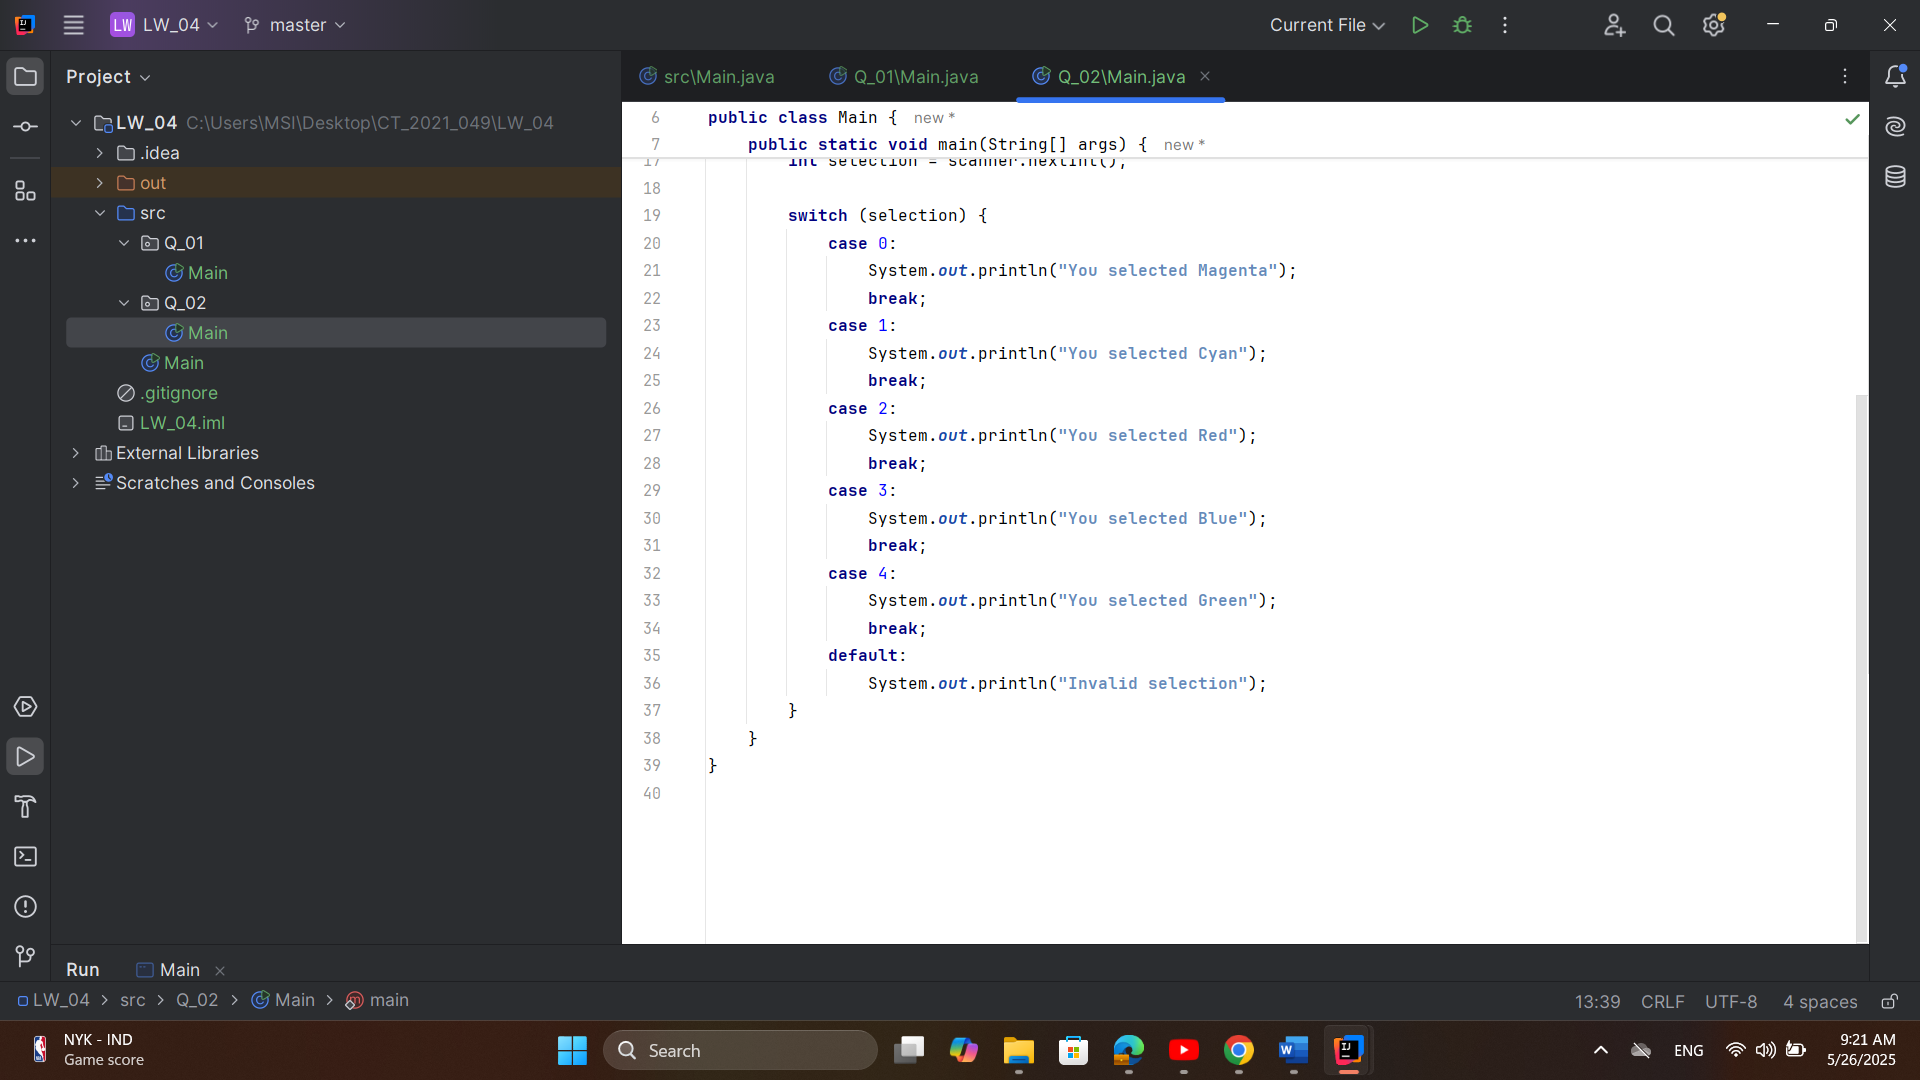 LW LW_04 master Current File
Project
src\Main.java Q_01\Main.java Q_02\Main.java
LW_04 C:\Users\MSI\Desktop\CT_2021_049\LW_04
.idea
out
src
Q_01
Main
Q_02
Main
Main
.gitignore
LW_04.iml
External Libraries
Scratches and Consoles
6 public class Main { new *
7 public static void main(String[] args) { new *
17 int selection = scanner.nextInt();
18
19 switch (selection) {
20 case 0:
21 System.out.println("You selected Magenta");
22 break;
23 case 1:
24 System.out.println("You selected Cyan");
25 break;
26 case 2:
27 System.out.println("You selected Red");
28 break;
29 case 3:
30 System.out.println("You selected Blue");
31 break;
32 case 4:
33 System.out.println("You selected Green");
34 break;
35 default:
36 System.out.println("Invalid selection");
37 }
38 }
39 }
40
Run Main
LW_04 > src > Q_02 > Main > main
13:39 CRLF UTF-8 4 spaces
NYK - IND
Game score
Search
ENG
9:21 AM
5/26/2025